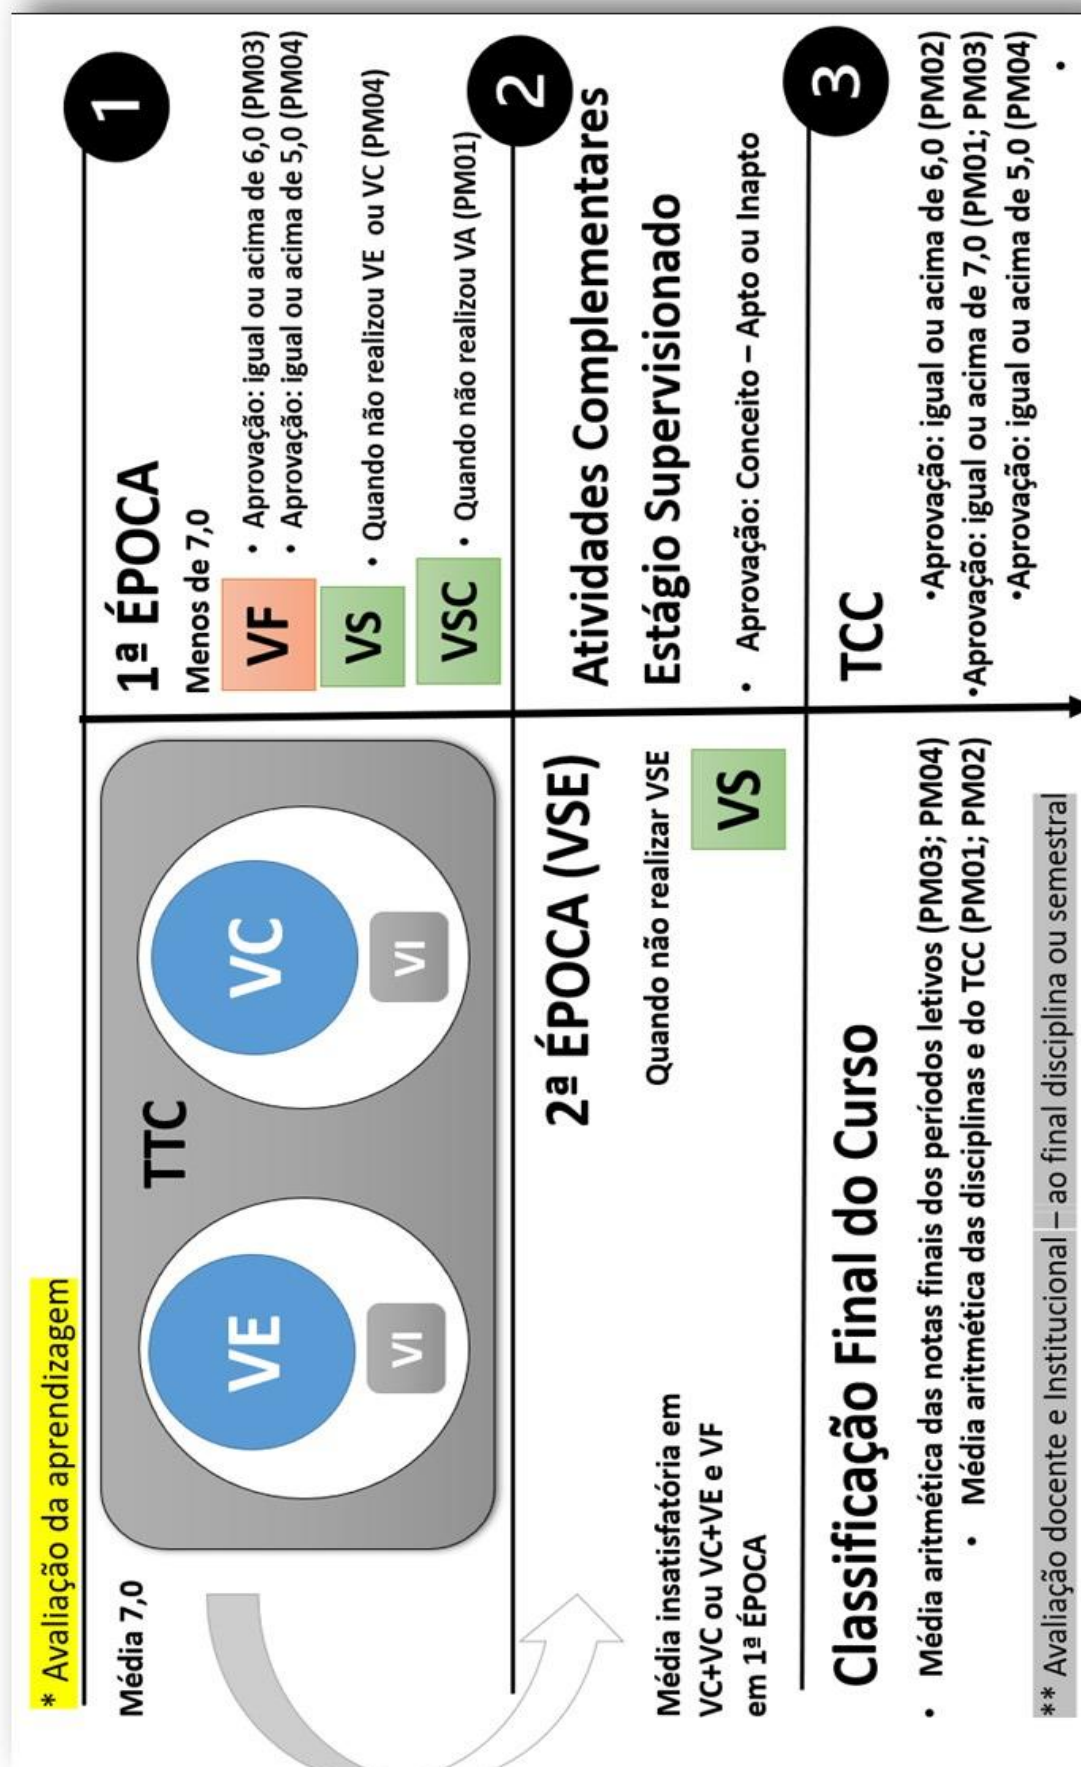 * Avaliação da aprendizagem
Média 7,0
TTC
VE
VI
VC
VI
1ª ÉPOCA
1
Menos de 7,0
VF
• Aprovação: igual ou acima de 6,0 (PM03)
• Aprovação: igual ou acima de 5,0 (PM04)
VS
• Quando não realizou VE ou VC (PM04)
VSC
• Quando não realizou VA (PM01)
2ª ÉPOCA (VSE)
Média insatisfatória em
VC+VC ou VC+VE e VF
em 1ª ÉPOCA
Quando não realizar VSE
VS
2
Atividades Complementares
Estágio Supervisionado
• Aprovação: Conceito – Apto ou Inapto
Classificação Final do Curso
• Média aritmética das notas finais dos períodos letivos (PM03; PM04)
• Média aritmética das disciplinas e do TCC (PM01; PM02)
3
TCC
•Aprovação: igual ou acima de 6,0 (PM02)
•Aprovação: igual ou acima de 7,0 (PM01; PM03)
•Aprovação: igual ou acima de 5,0 (PM04)
•
** Avaliação docente e Institucional – ao final disciplina ou semestral